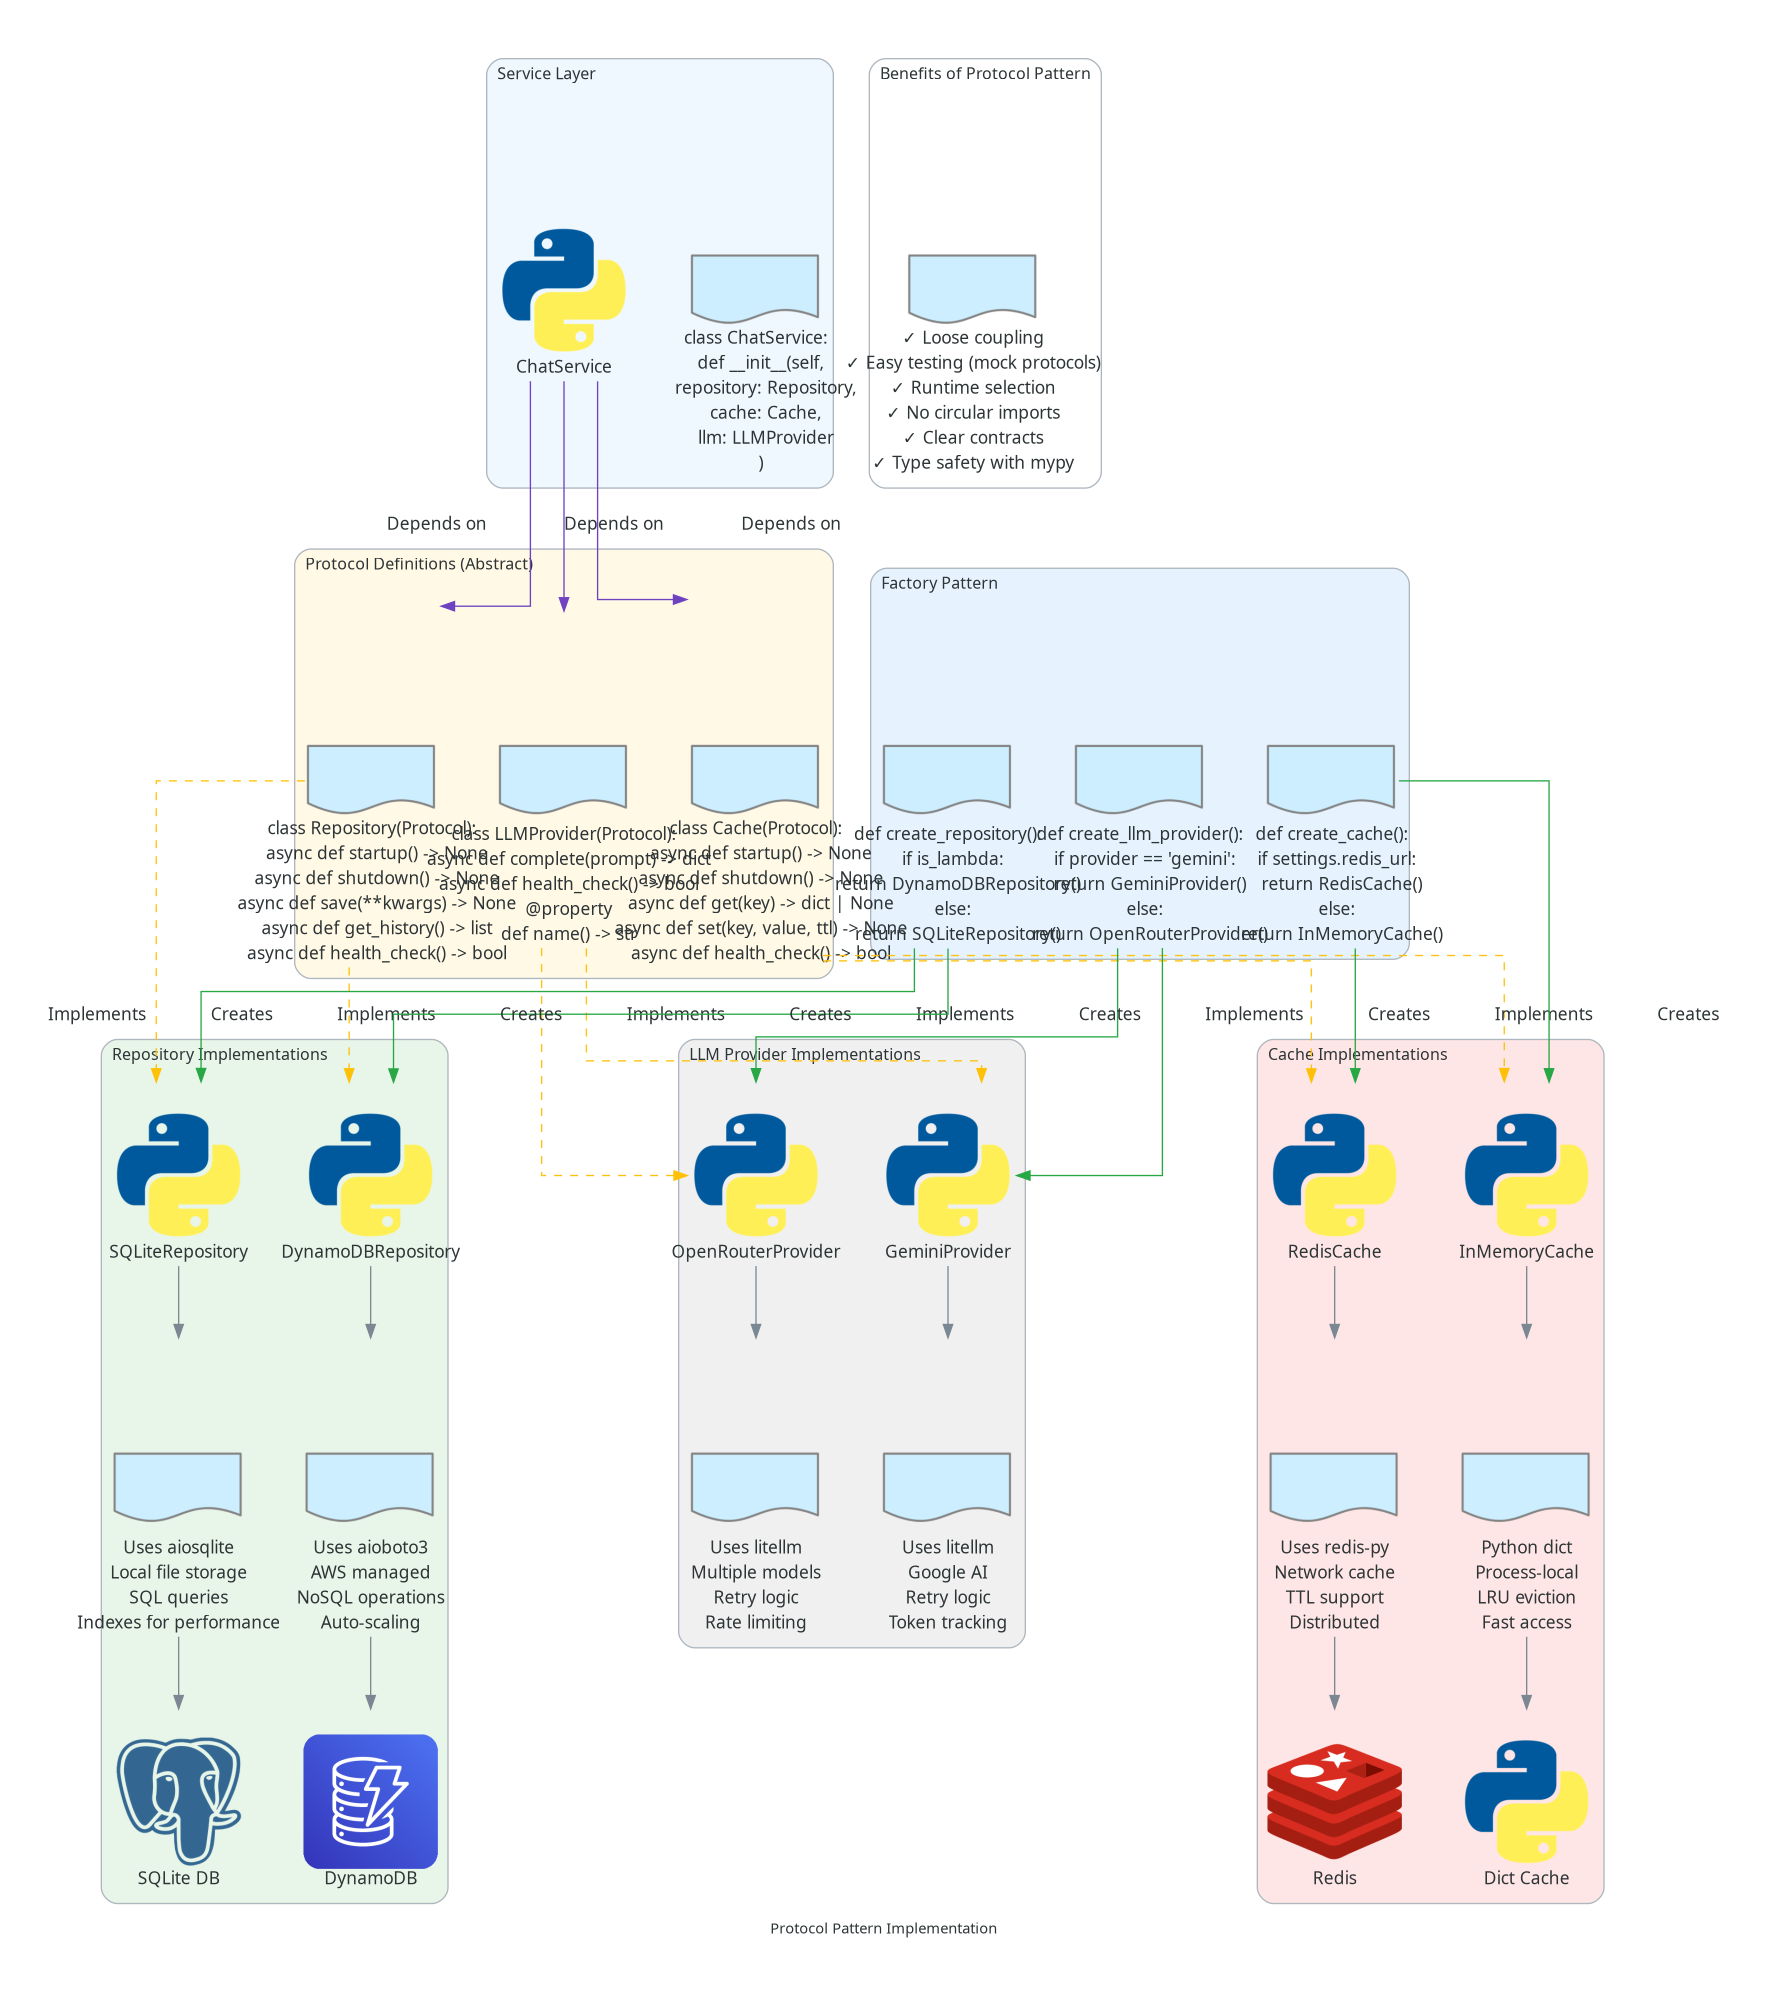 Service Layer
ChatService
class ChatService:
def __init__(self,
repository: Repository,
cache: Cache,
llm: LLMProvider
)
Benefits of Protocol Pattern
✓ Loose coupling
✓ Easy testing (mock protocols)
✓ Runtime selection
✓ No circular imports
✓ Clear contracts
✓ Type safety with mypy
Depends on
Depends on
Depends on
Protocol Definitions (Abstract)
class Repository(Protocol):
async def startup() -> None
async def shutdown() -> None
async def save(**kwargs) -> None
async def get_history() -> list
async def health_check() -> bool
class LLMProvider(Protocol):
async def complete(prompt) -> dict
async def health_check() -> bool
@property
def name() -> str
class Cache(Protocol):
async def startup() -> None
async def shutdown() -> None
async def get(key) -> dict | None
async def set(key, value, ttl) -> None
async def health_check() -> bool
Factory Pattern
def create_repository():
if is_lambda:
return DynamoDBRepository()
else:
return SQLiteRepository()
def create_llm_provider():
if provider == 'gemini':
return GeminiProvider()
else:
return OpenRouterProvider()
def create_cache():
if settings.redis_url:
return RedisCache()
else:
return InMemoryCache()
Implements
Creates
Implements
Creates
Implements
Creates
Implements
Creates
Implements
Creates
Implements
Creates
Repository Implementations
SQLiteRepository
DynamoDBRepository
Uses aiosqlite
Local file storage
SQL queries
Indexes for performance
Uses aioboto3
AWS managed
NoSQL operations
Auto-scaling
SQLite DB
DynamoDB
LLM Provider Implementations
OpenRouterProvider
GeminiProvider
Uses litellm
Multiple models
Retry logic
Rate limiting
Uses litellm
Google AI
Retry logic
Token tracking
Cache Implementations
RedisCache
InMemoryCache
Uses redis-py
Network cache
TTL support
Distributed
Python dict
Process-local
LRU eviction
Fast access
Redis
Dict Cache
Protocol Pattern Implementation